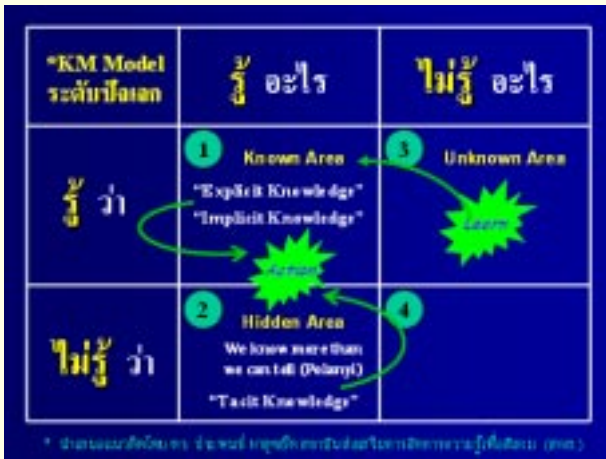 *KM Model
ระดับปัจเจก
รู้ อะไร
ไม่รู้ อะไร
รู้ ว่า
1
Known Area
"Explicit Knowledge"
"Implicit Knowledge"
Action
3
Unknown Area
Learn
ไม่รู้ ว่า
2
Hidden Area
We know more than
we can tell (Polanyi)
"Tacit Knowledge"
4